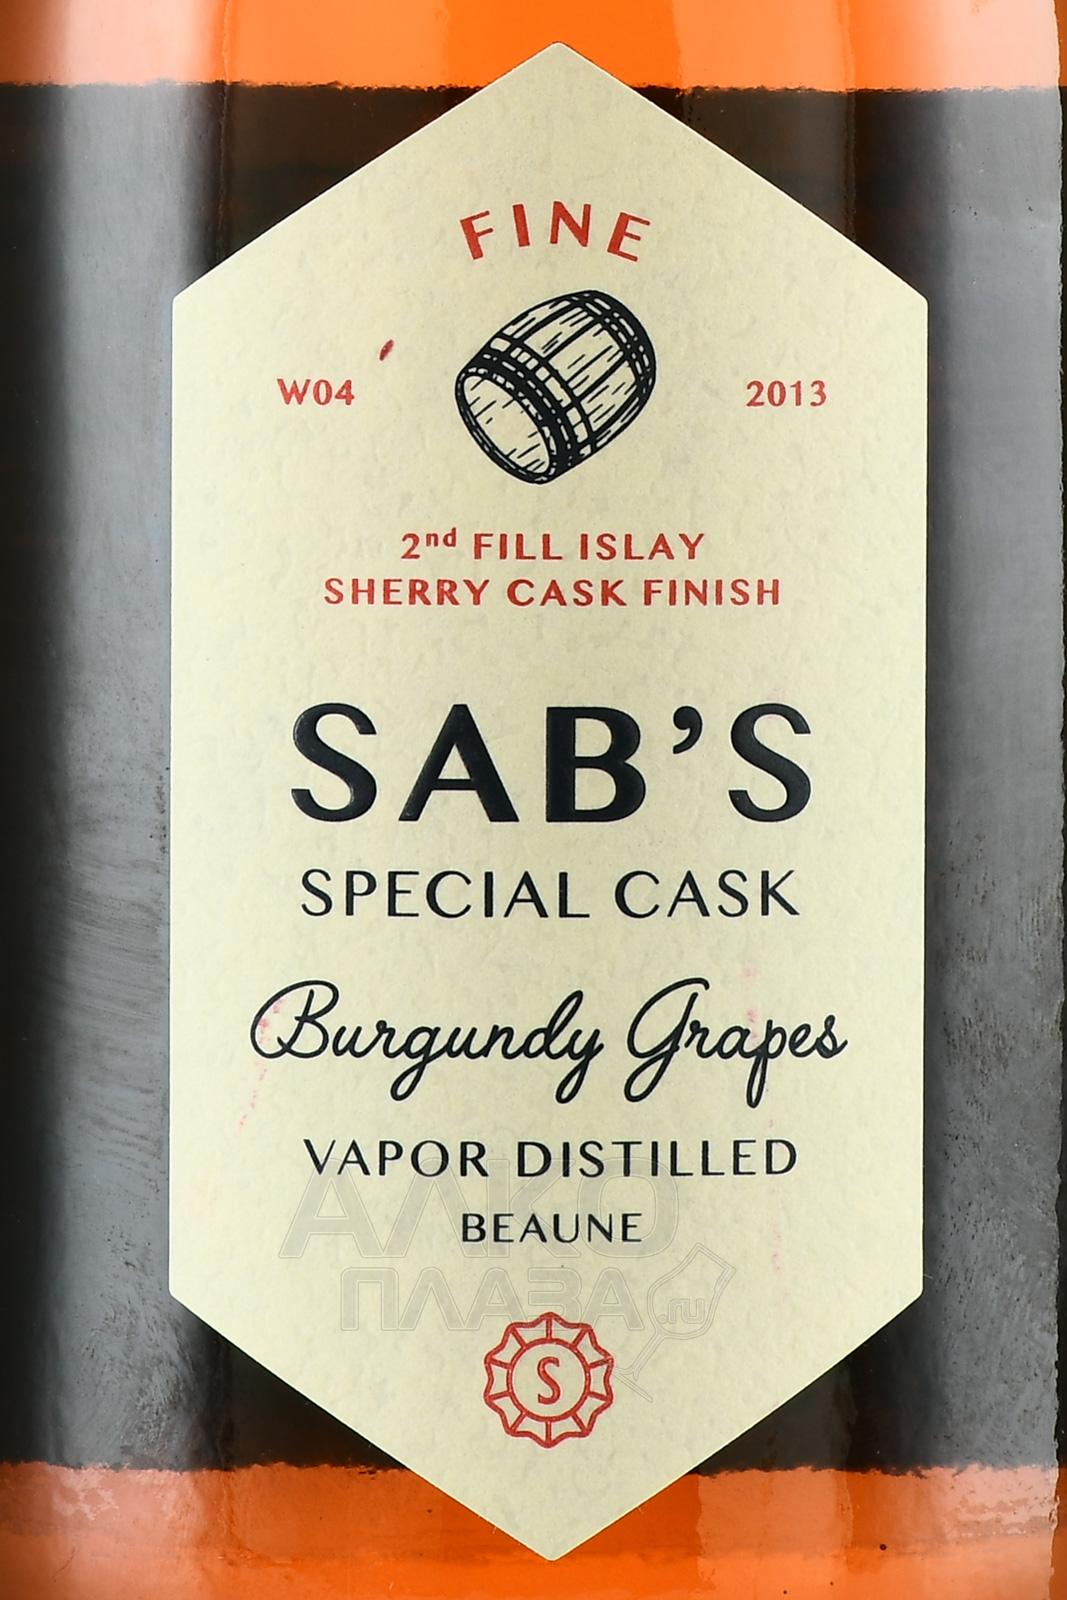 FINE
W04
2013
2nd FILL ISLAY
SHERRY CASK FINISH
SAB'S
SPECIAL CASK
Burgundy Grapes
VAPOR DISTILLED
BEAUNE
АЛКО
ПЛАЗА.ru
S